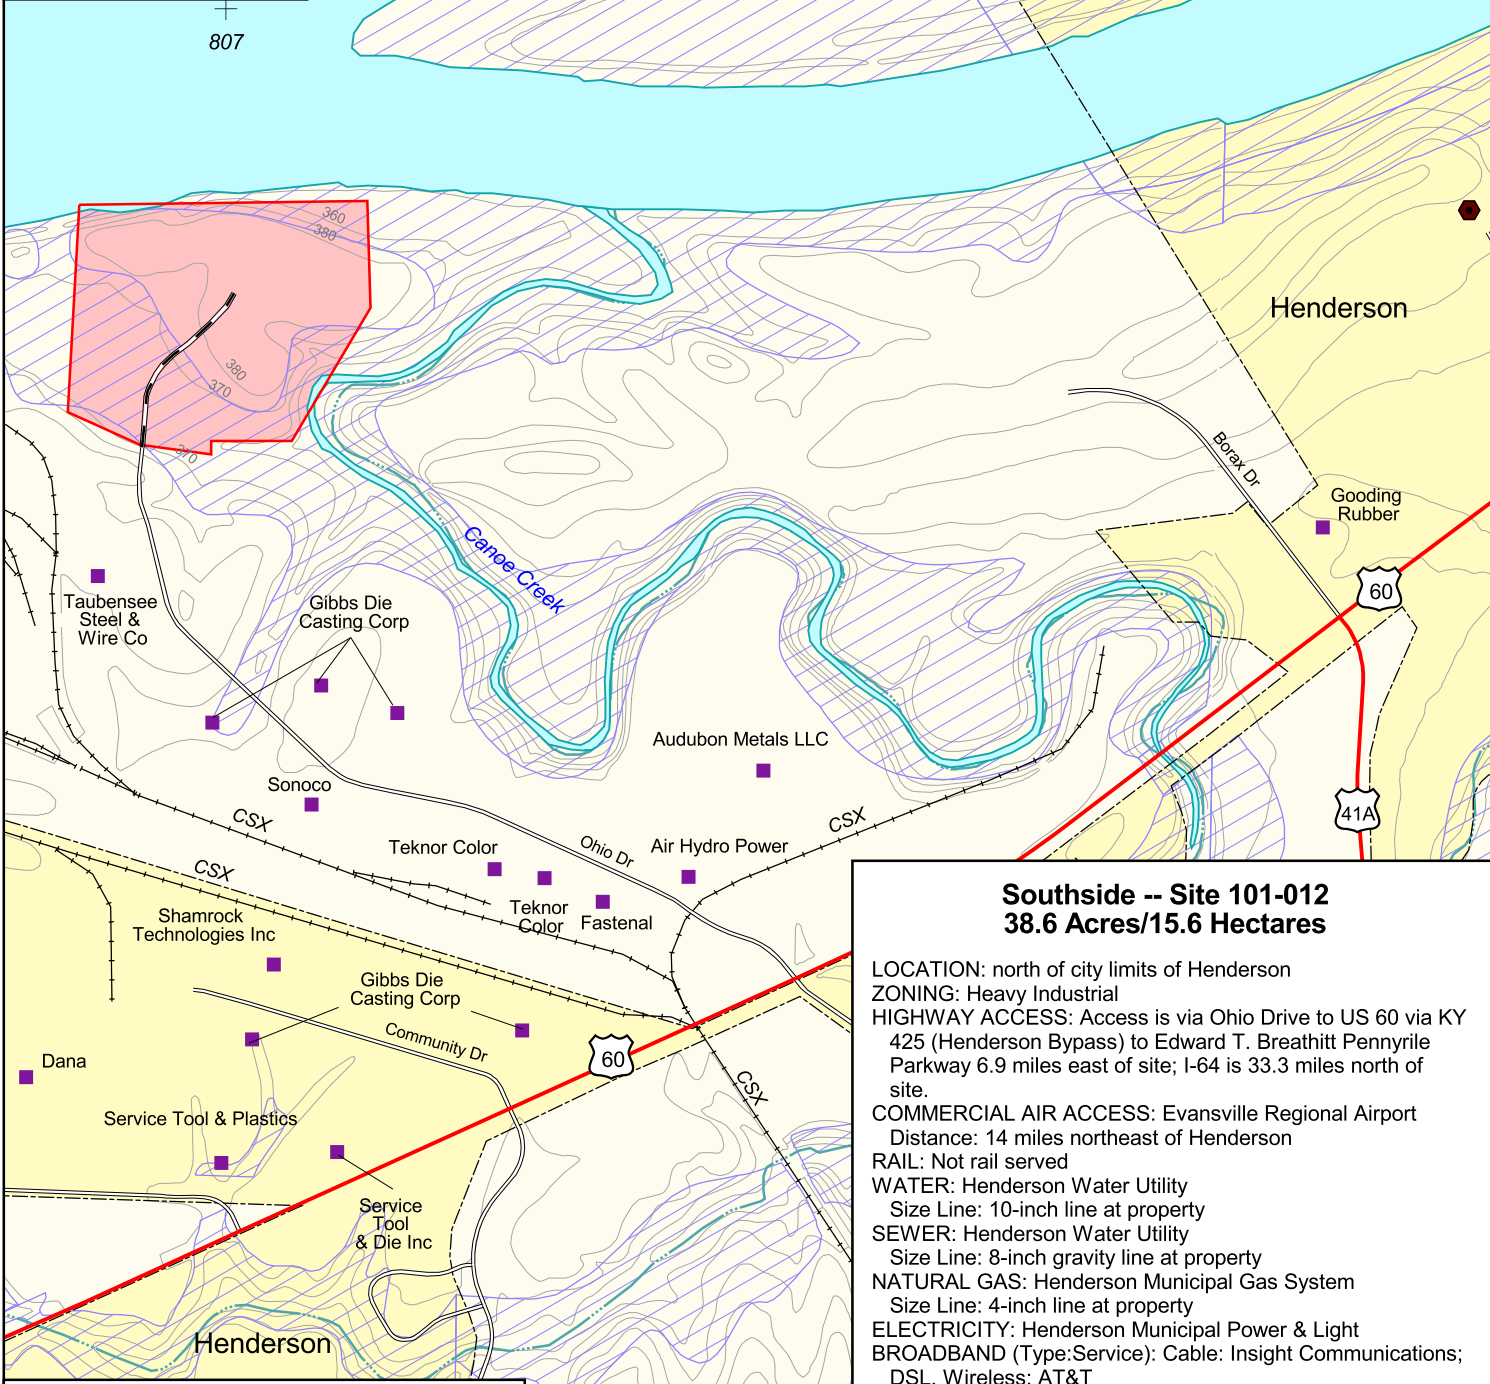 807
360
380
Henderson
380
370
370
Borax Dr
Gooding
Rubber
Canoe Creek
60
Taubensee
Steel &
Wire Co
Gibbs Die
Casting Corp
Audubon Metals LLC
Sonoco
41A
CSX
CSX
Ohio Dr
Teknor Color
Air Hydro Power
CSX
Teknor
Color
Fastenal
Shamrock
Technologies Inc
Gibbs Die
Casting Corp
Community Dr
60
Dana
CSX
Service Tool & Plastics
Service
Tool
& Die Inc
Henderson
Southside -- Site 101-012
38.6 Acres/15.6 Hectares
LOCATION: north of city limits of Henderson
ZONING: Heavy Industrial
HIGHWAY ACCESS: Access is via Ohio Drive to US 60 via KY
425 (Henderson Bypass) to Edward T. Breathitt Pennyrile
Parkway 6.9 miles east of site; I-64 is 33.3 miles north of
site.
COMMERCIAL AIR ACCESS: Evansville Regional Airport
Distance: 14 miles northeast of Henderson
RAIL: Not rail served
WATER: Henderson Water Utility
Size Line: 10-inch line at property
SEWER: Henderson Water Utility
Size Line: 8-inch gravity line at property
NATURAL GAS: Henderson Municipal Gas System
Size Line: 4-inch line at property
ELECTRICITY: Henderson Municipal Power & Light
BROADBAND (Type:Service): Cable: Insight Communications;
DSL, Wireless: AT&T